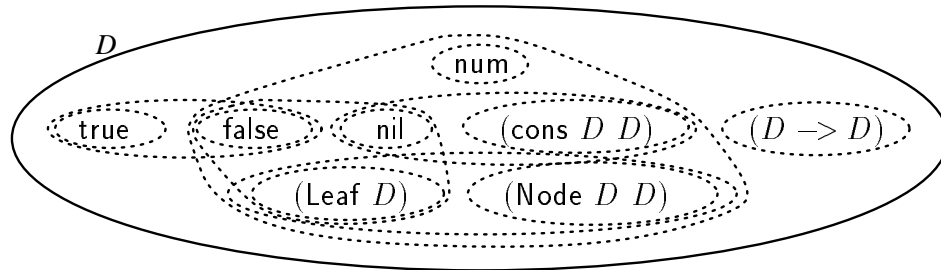 D
num
true false nil (cons D D) (D –> D)
(Leaf D) (Node D D)